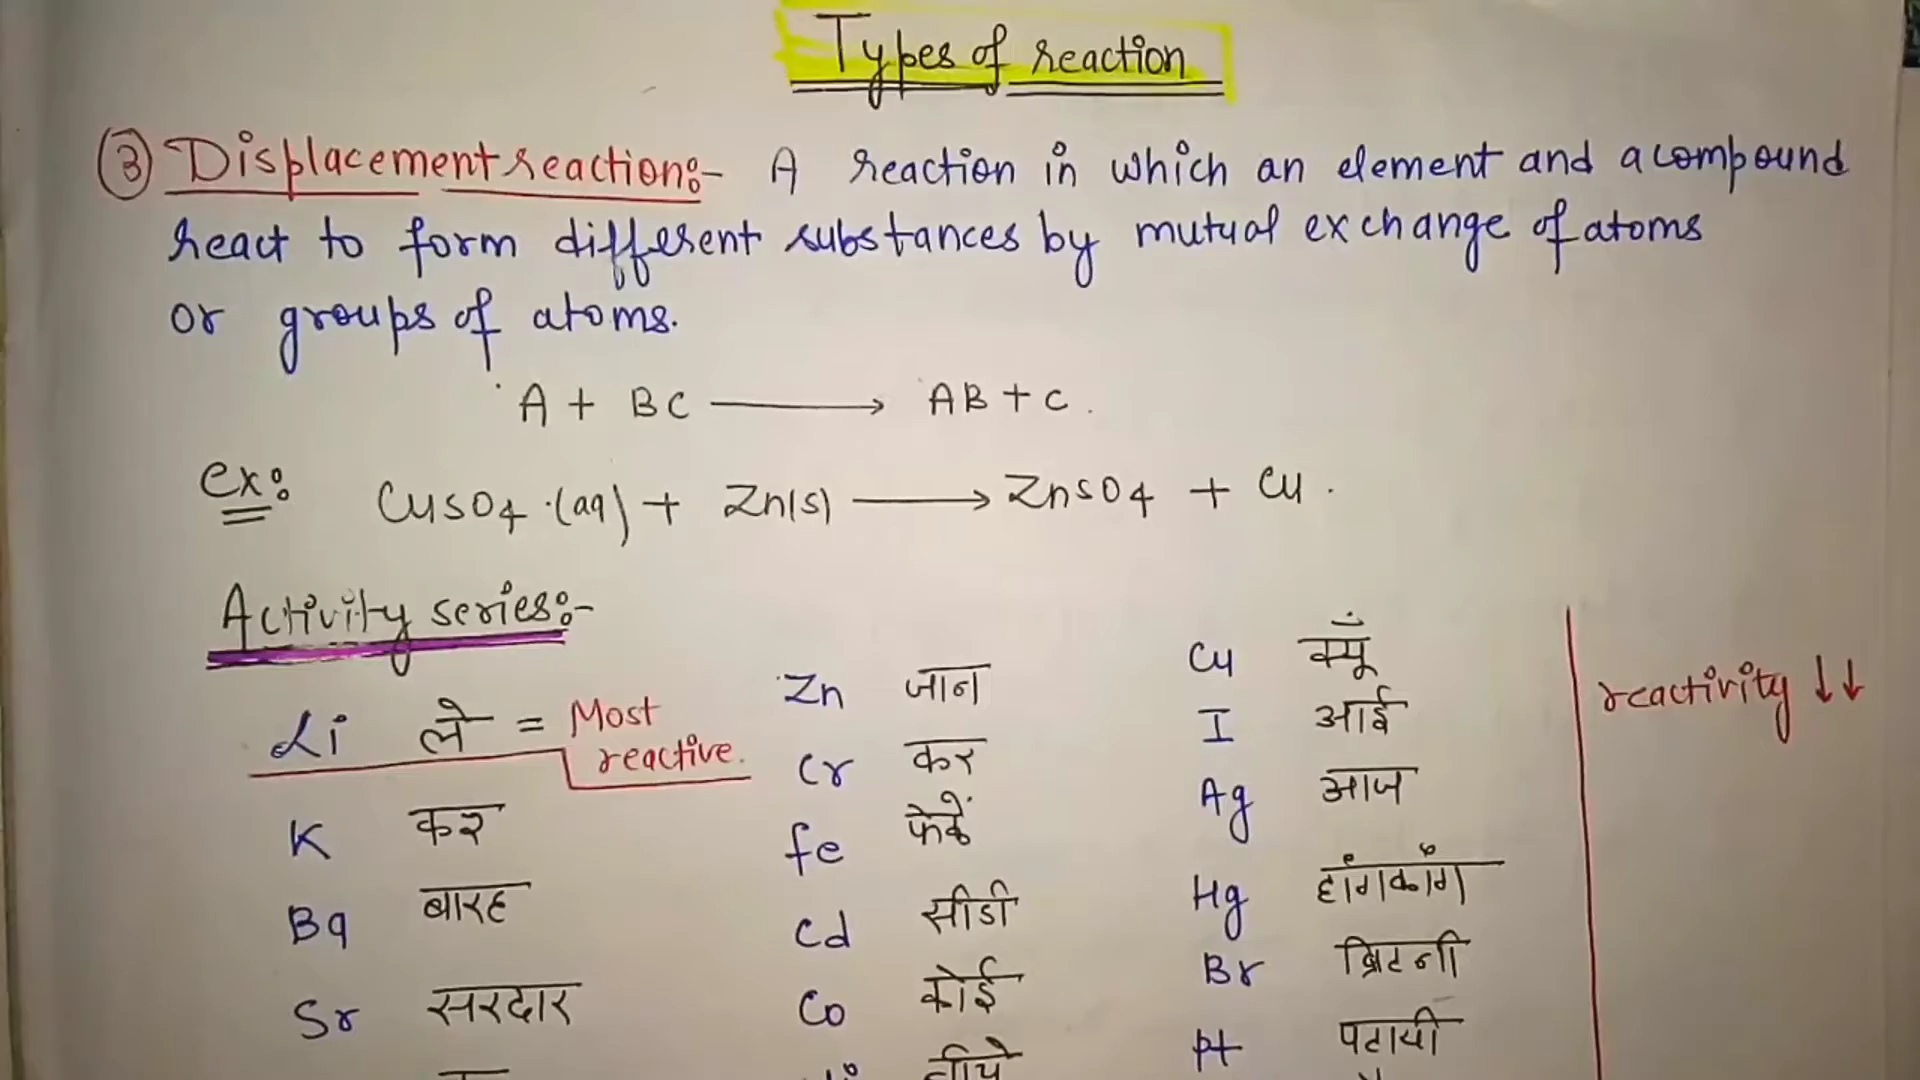 Types of reaction
③ Displacement reaction:- A reaction in which an element and a compound
react to form different substances by mutual exchange of atoms
or groups of atoms.
A + BC ⟶ AB + C.
ex: CuSO4 (aq) + Zn(s) ⟶ ZnSO4 + Cu.
Activity series:-
Li ले = Most reactive.
K कर
Ba बारह
Sr सरदार
Zn जान
Cr कर
fe फेकें
Cd सीडी
Co कोई
Cu क्यूँ
I आई
Ag आज
Hg हाँगकाँग
Br ब्रिटनी
Pt पटायी
reactivity ↓↓